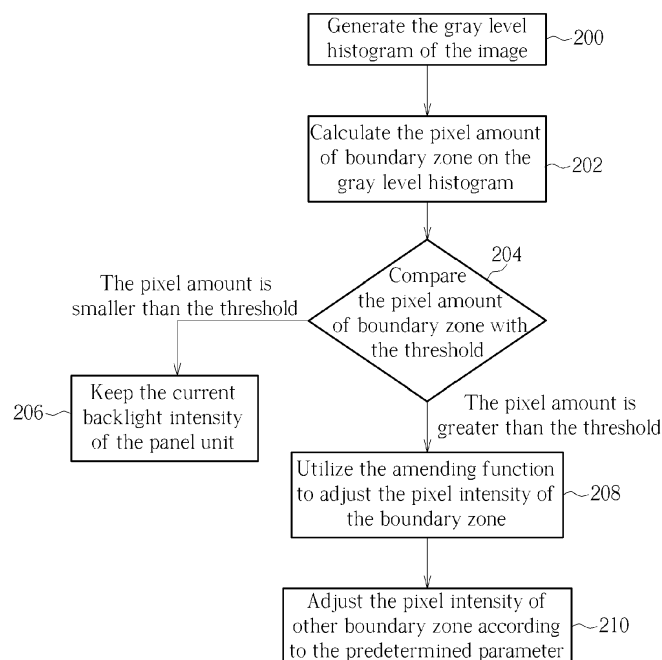 Generate the gray level
histogram of the image
200
Calculate the pixel amount
of boundary zone on the
gray level histogram
202
204
Compare
the pixel amount
of boundary zone with
the threshold
The pixel amount is
smaller than the threshold
206
Keep the current
backlight intensity
of the panel unit
The pixel amount is
greater than the threshold
Utilize the amending function
to adjust the pixel intensity of
the boundary zone
208
Adjust the pixel intensity of
other boundary zone according
to the predetermined parameter
210